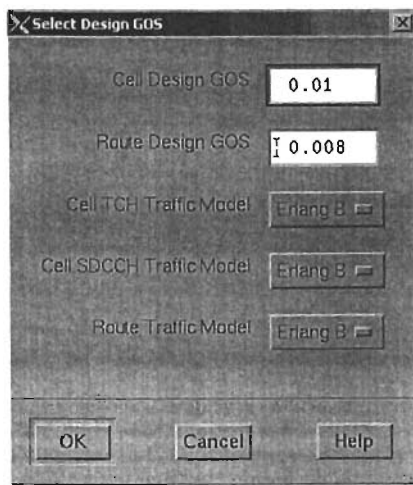 Select Design GOS
Cell Design GOS 0.01
Route Design GOS 0.008
Cell TCH Traffic Model Erlang B
Cell SDCCH Traffic Model Erlang B
Route Traffic Model Erlang B
OK Cancel Help